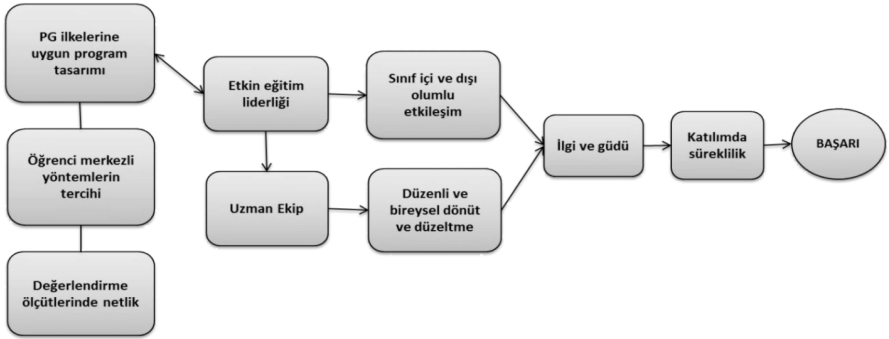 PG ilkelerine
uygun program
tasarımı
Öğrenci merkezli
yöntemlerin
tercihi
Değerlendirme
ölçütlerinde netlik
Etkin eğitim
liderliği
Uzman Ekip
Sınıf içi ve dışı
olumlu
etkileşim
Düzenli ve
bireysel dönüt
ve düzeltme
İlgi ve güdü
Katılımda
süreklilik
BAŞARI